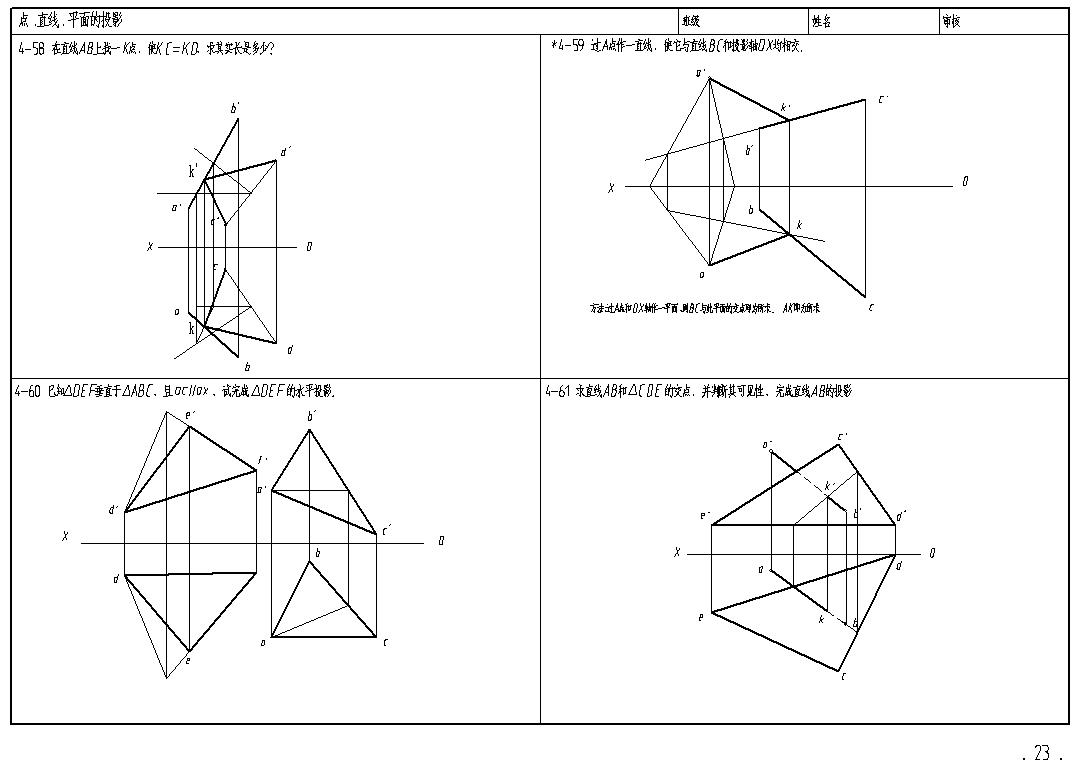 点、直线、平面的投影 班级 姓名 审核
4-58 在直线AB上找一K点，使KC=KD，求其实长是多少?
*4-59 过A点作一直线，使它与直线BC和投影轴OX均相交。
b'
d'
k'
a'
c'
X
O
c
a
k
b
d
a'
k'
c'
b'
X
O
b
k
a
c
方法:过A点和OX轴作一平面，则BC与此平面的交点即为所求。 AK即为所求
4-60 已知△DEF垂直于△ABC，且ac//ox，试完成△DEF的水平投影。
4-61 求直线AB和△CDE的交点，并判断其可见性，完成直线AB的投影
e'
b'
f'
a'
d'
c'
X
O
b
d
e
a
c
c'
a'
k'
e'
b'
d'
X
O
a
d
e
k
b
c
. 23 .